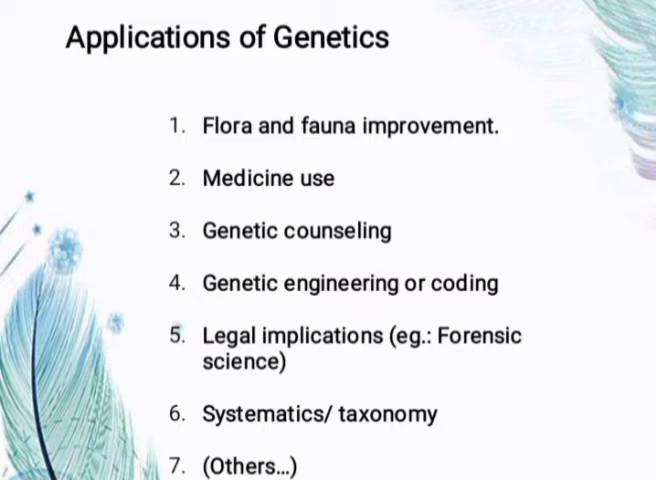 Applications of Genetics
1. Flora and fauna improvement.
2. Medicine use
3. Genetic counseling
4. Genetic engineering or coding
5. Legal implications (eg.: Forensic
science)
6. Systematics/ taxonomy
7. (Others...)